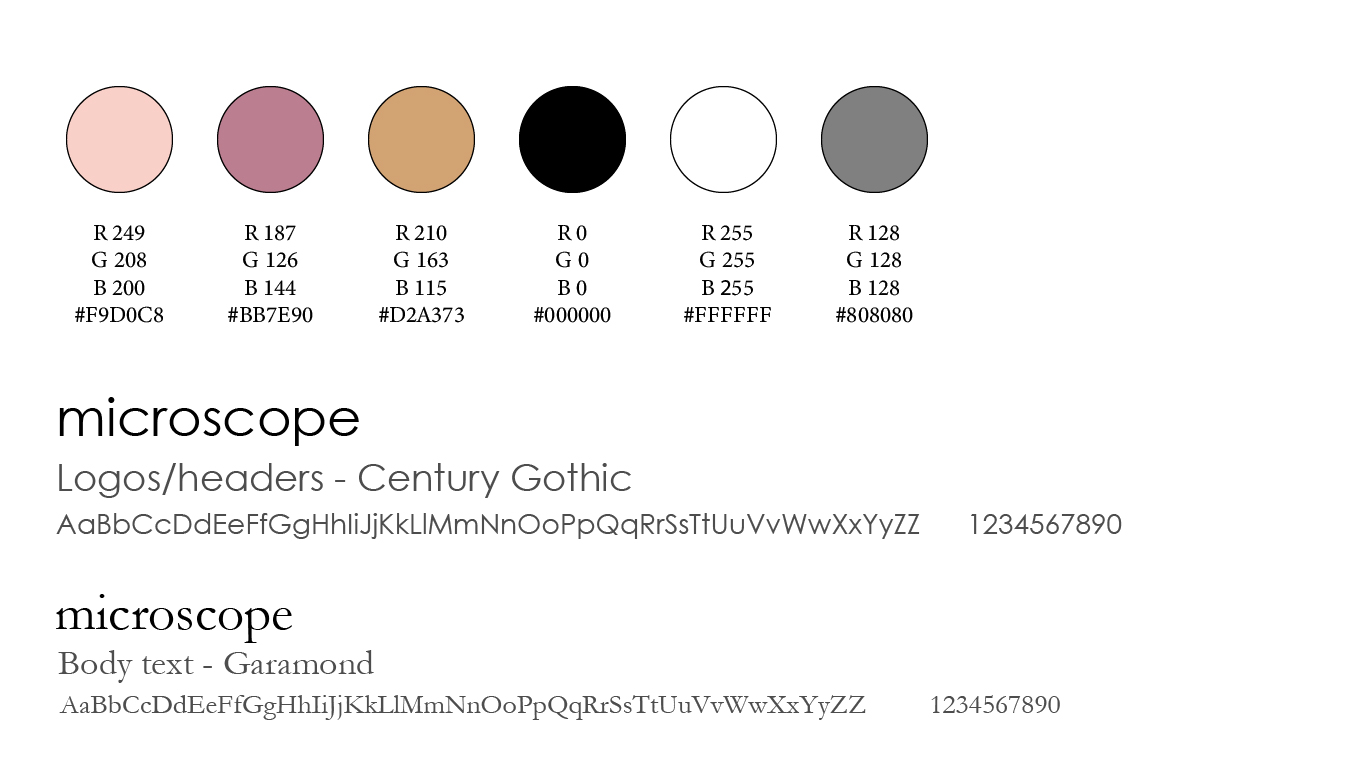 R 249 R 187 R 210 R 0 R 255 R 128
G 208 G 126 G 163 G 0 G 255 G 128
B 200 B 144 B 115 B 0 B 255 B 128
#F9D0C8 #BB7E90 #D2A373 #000000 #FFFFFF #808080
microscope
Logos/headers - Century Gothic
AaBbCcDdEeFfGgHhIiJjKkLlMmNnOoPpQqRrSsTtUuVvWwXxYyZZ 1234567890
microscope
Body text - Garamond
AaBbCcDdEeFfGgHhIiJjKkLlMmNnOoPpQqRrSsTtUuVvWwXxYyZZ 1234567890